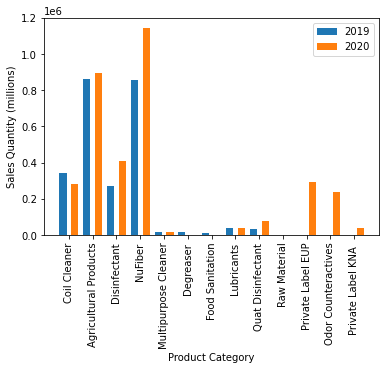 1e6
Sales Quantity (millions)
1.2
1.0
0.8
0.6
0.4
0.2
0.0
2019
2020
Coil Cleaner
Agricultural Products
Disinfectant
NuFiber
Multipurpose Cleaner
Degreaser
Food Sanitation
Lubricants
Quat Disinfectant
Raw Material
Private Label EUP
Odor Counteractives
Private Label KNA
Product Category